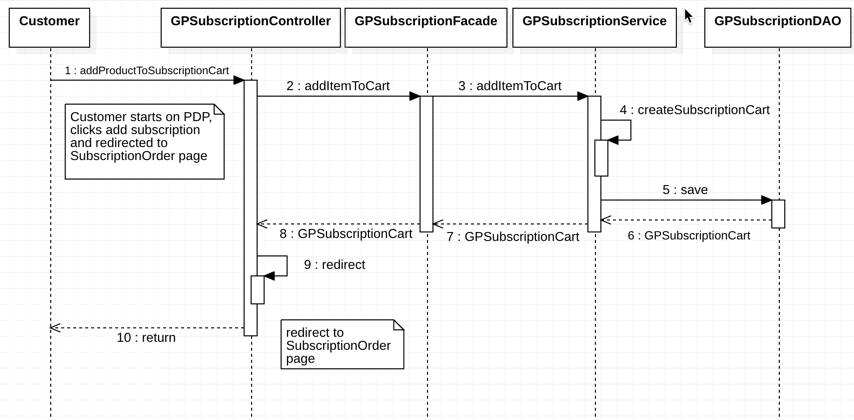 Customer
GPSubscriptionController
GPSubscriptionFacade
GPSubscriptionService
GPSubscriptionDAO
1 : addProductToSubscriptionCart
2 : addItemToCart
3 : addItemToCart
4 : createSubscriptionCart
Customer starts on PDP,
clicks add subscription
and redirected to
SubscriptionOrder page
5 : save
6 : GPSubscriptionCart
7 : GPSubscriptionCart
8 : GPSubscriptionCart
9 : redirect
10 : return
redirect to
SubscriptionOrder
page